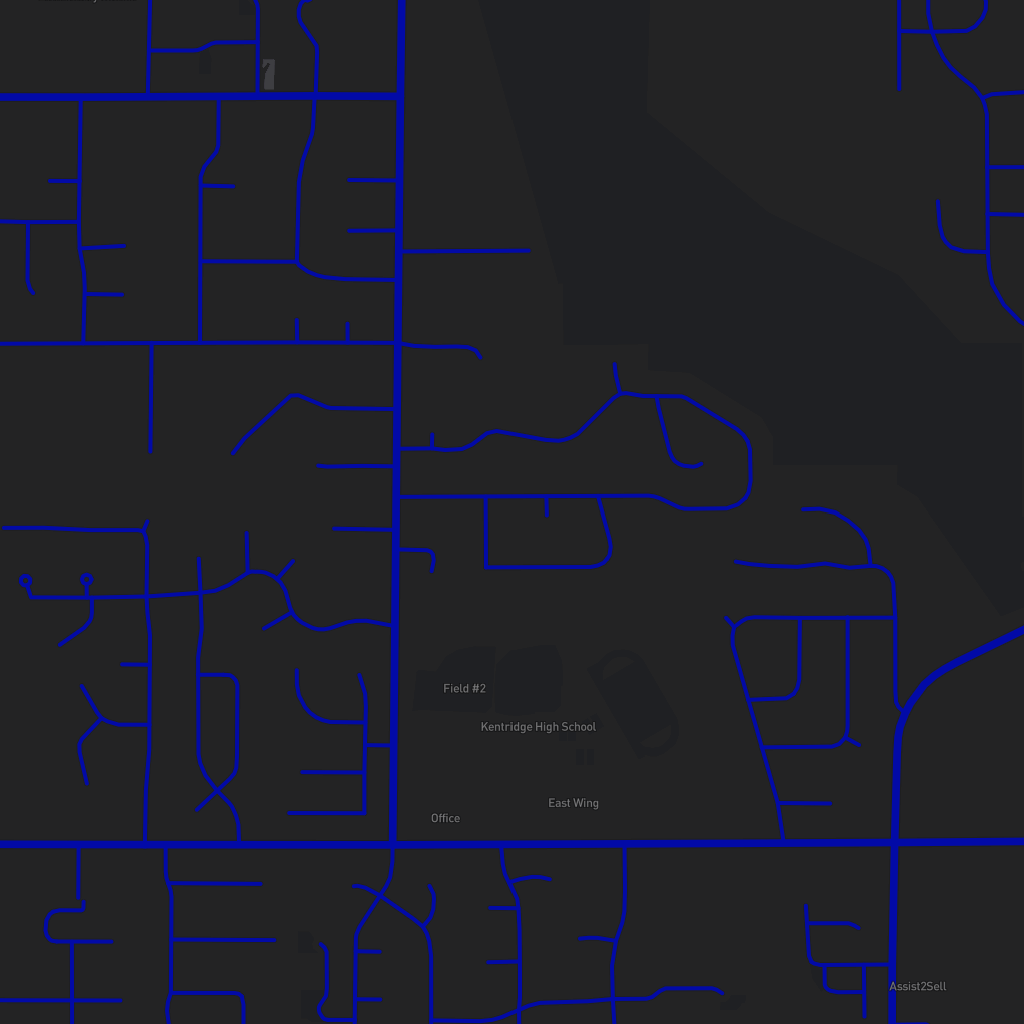 Field #2
Kentridge High School
East Wing
Office
Assist2Sell